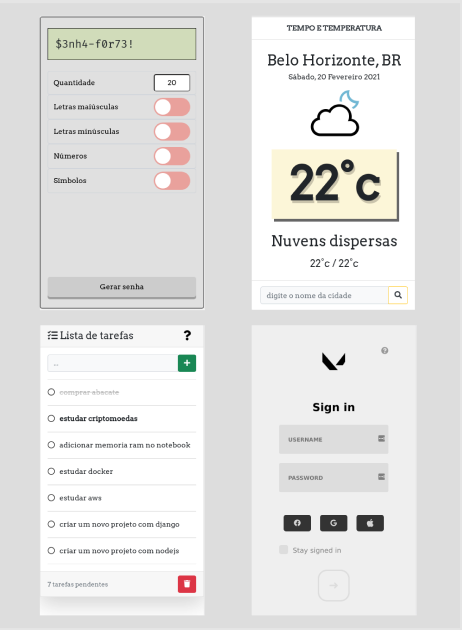 $3nh4-f0r73!
Quantidade
20
Letras maiúsculas
Letras minúsculas
Números
Símbolos
Gerar senha
TEMPO E TEMPERATURA
Belo Horizonte, BR
Sábado, 20 Fevereiro 2021
22°c
Nuvens dispersas
22°c / 22°c
digite o nome da cidade
Lista de tarefas
?
...
+
comprar abacate
estudar criptomoedas
adicionar memoria ram no notebook
estudar docker
estudar aws
criar um novo projeto com django
criar um novo projeto com nodejs
7 tarefas pendentes
?
Sign in
USERNAME
PASSWORD
G
Stay signed in